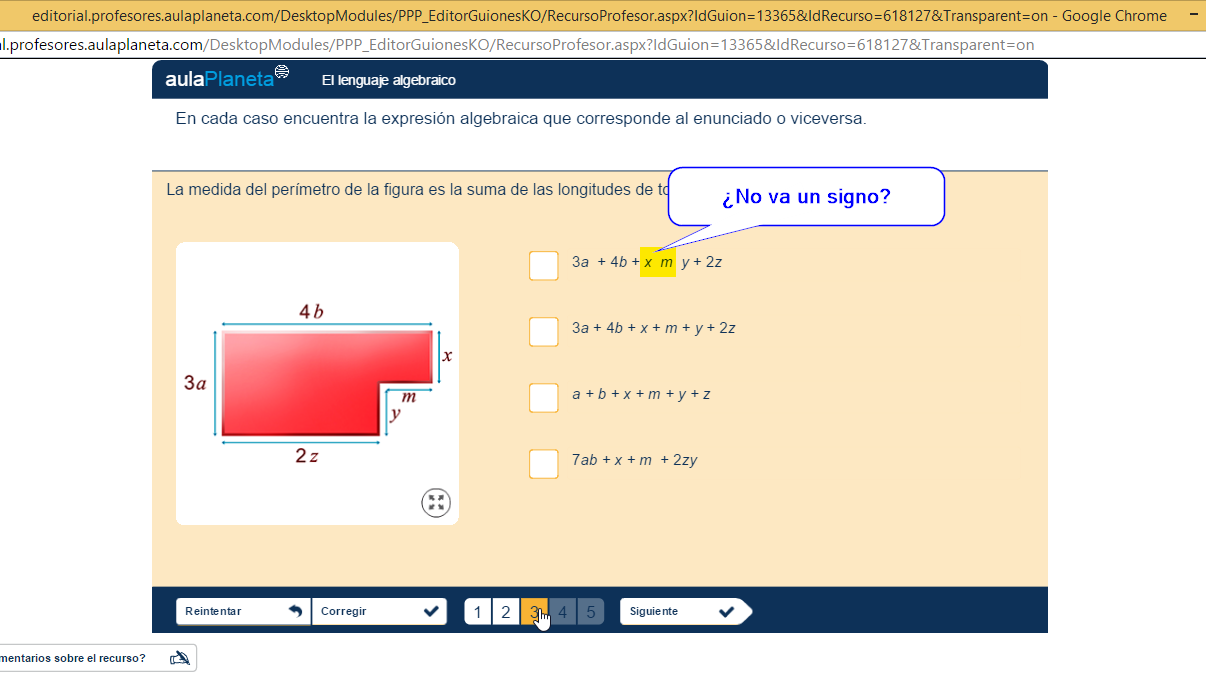 editorial.profesores.aulaplaneta.com/DesktopModules/PPP_EditorGuionesKO/RecursoProfesor.aspx?IdGuion=13365&IdRecurso=618127&Transparent=on - Google Chrome
l.profesores.aulaplaneta.com/DesktopModules/PPP_EditorGuionesKO/RecursoProfesor.aspx?IdGuion=13365&IdRecurso=618127&Transparent=on
aulaPlaneta El lenguaje algebraico
En cada caso encuentra la expresión algebraica que corresponde al enunciado o viceversa.
La medida del perímetro de la figura es la suma de las longitudes de
¿No va un signo?
3a + 4b + x m y + 2z
3a + 4b + x + m + y + 2z
a + b + x + m + y + z
7ab + x + m + 2zy
4b
x
3a
m
y
2z
Reintentar Corregir 1 2 3 4 5 Siguiente
mentarios sobre el recurso?